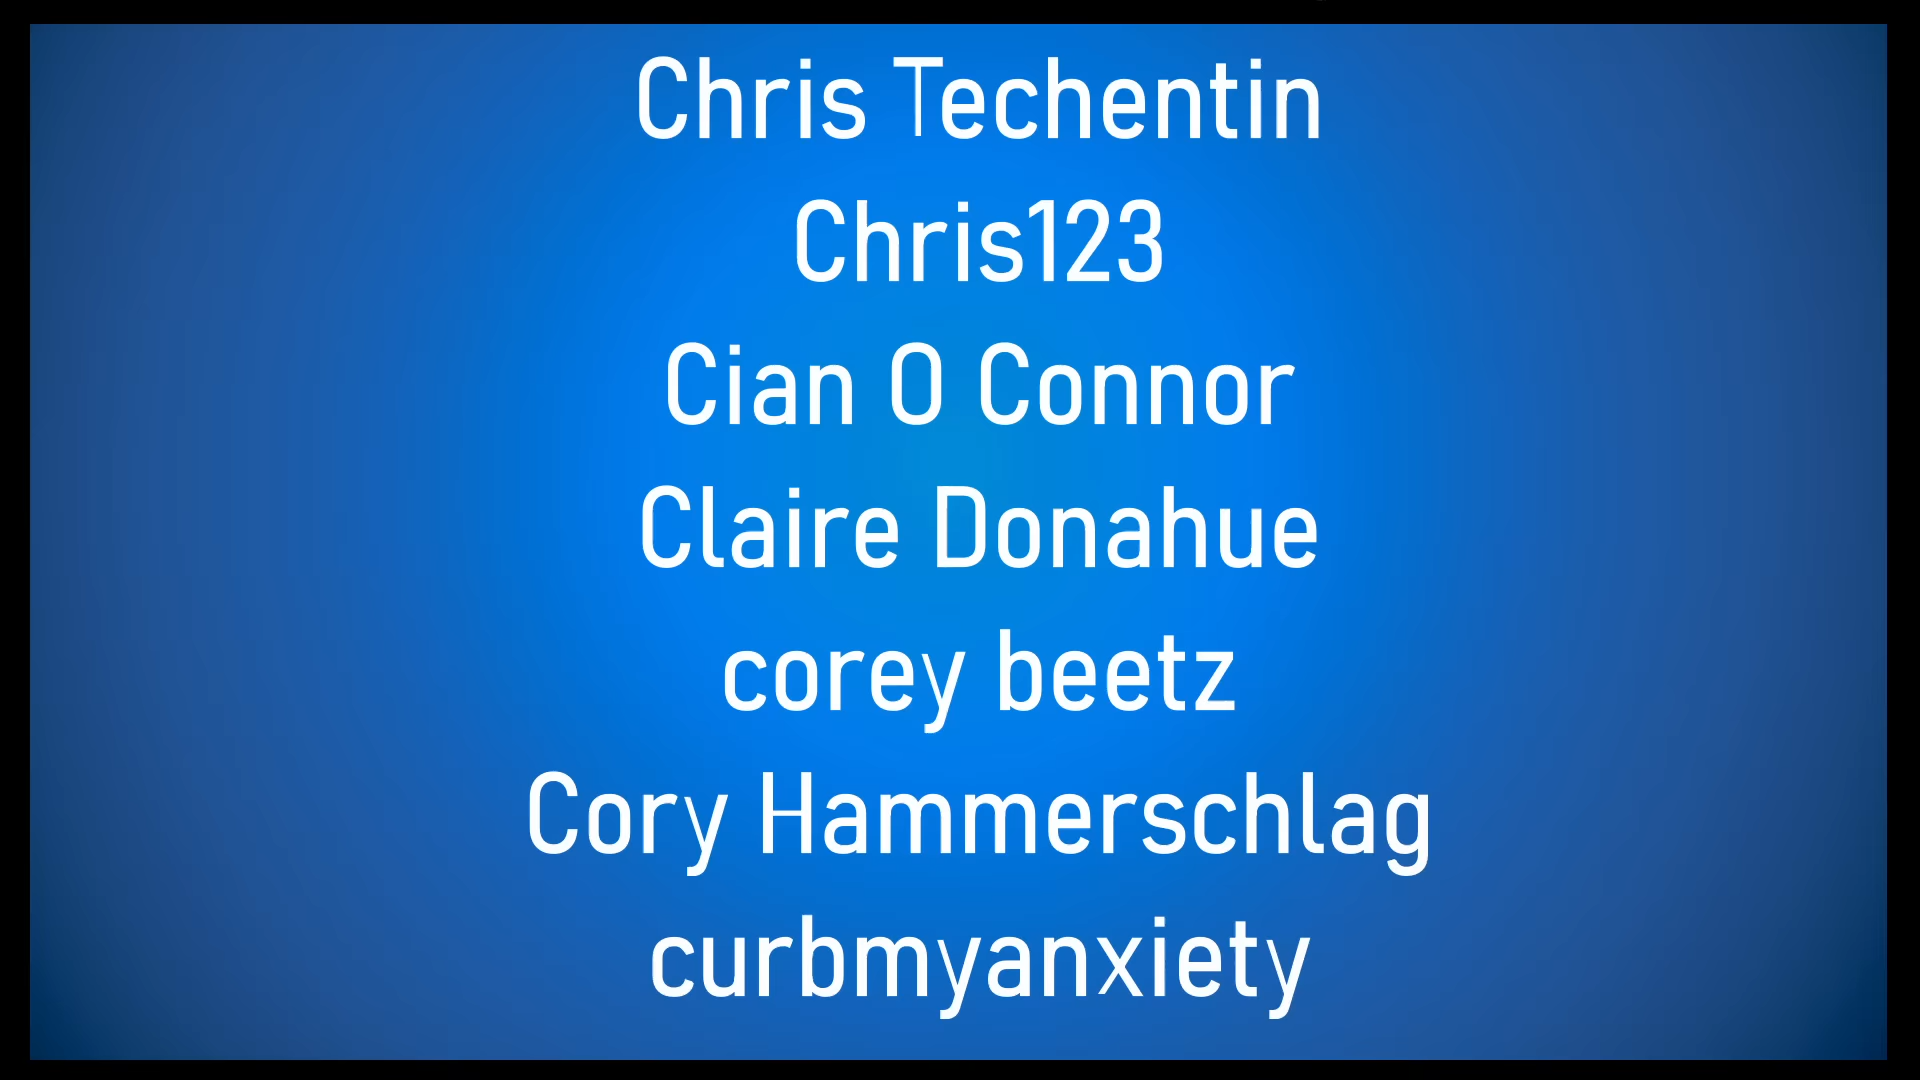 Chris Techentin
Chris123
Cian O Connor
Claire Donahue
corey beetz
Cory Hammerschlag
curbmyanxiety